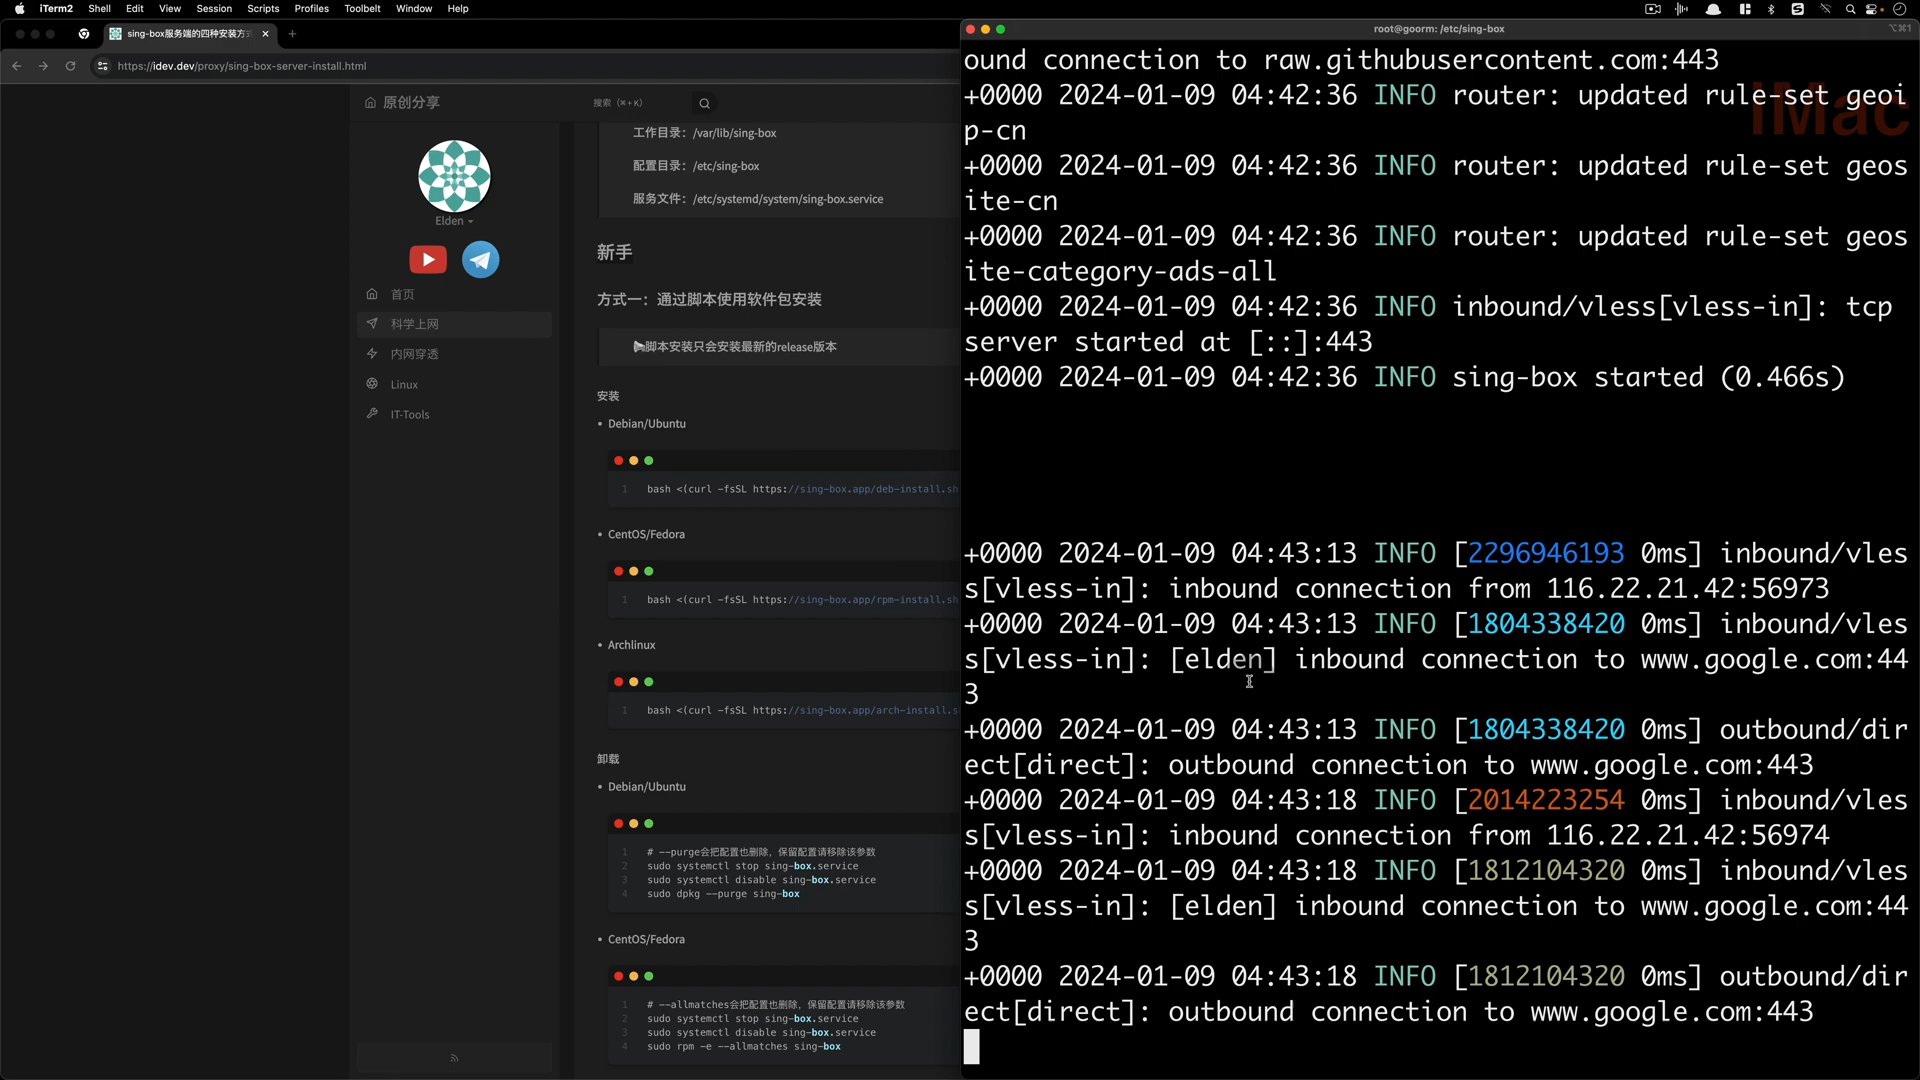 iTerm2 Shell Edit View Session Scripts Profiles Toolbelt Window Help
sing-box服务端的四种安装方
https://idev.dev/proxy/sing-box-server-install.html
原创分享
搜索 (⌘+K)
Elden
首页
科学上网
内网穿透
Linux
IT-Tools
工作目录：/var/lib/sing-box
配置目录：/etc/sing-box
服务文件：/etc/systemd/system/sing-box.service
新手
方式一：通过脚本使用软件包安装
脚本安装只会安装最新的release版本
安装
• Debian/Ubuntu
1 bash <(curl -fsSL https://sing-box.app/deb-install.sh
• CentOS/Fedora
1 bash <(curl -fsSL https://sing-box.app/rpm-install.sh
• Archlinux
1 bash <(curl -fsSL https://sing-box.app/arch-install.s
卸载
• Debian/Ubuntu
1 # --purge会把配置也删除，保留配置请移除该参数
2 sudo systemctl stop sing-box.service
3 sudo systemctl disable sing-box.service
4 sudo dpkg --purge sing-box
• CentOS/Fedora
1 # --allmatches会把配置也删除，保留配置请移除该参数
2 sudo systemctl stop sing-box.service
3 sudo systemctl disable sing-box.service
4 sudo rpm -e --allmatches sing-box
root@goorm: /etc/sing-box
⌥⌘1
iMac
ound connection to raw.githubusercontent.com:443
+0000 2024-01-09 04:42:36 INFO router: updated rule-set geoi
p-cn
+0000 2024-01-09 04:42:36 INFO router: updated rule-set geos
ite-cn
+0000 2024-01-09 04:42:36 INFO router: updated rule-set geos
ite-category-ads-all
+0000 2024-01-09 04:42:36 INFO inbound/vless[vless-in]: tcp
server started at [::]:443
+0000 2024-01-09 04:42:36 INFO sing-box started (0.466s)
+0000 2024-01-09 04:43:13 INFO [2296946193 0ms] inbound/vles
s[vless-in]: inbound connection from 116.22.21.42:56973
+0000 2024-01-09 04:43:13 INFO [1804338420 0ms] inbound/vles
s[vless-in]: [elden] inbound connection to www.google.com:44
3
+0000 2024-01-09 04:43:13 INFO [1804338420 0ms] outbound/dir
ect[direct]: outbound connection to www.google.com:443
+0000 2024-01-09 04:43:18 INFO [2014223254 0ms] inbound/vles
s[vless-in]: inbound connection from 116.22.21.42:56974
+0000 2024-01-09 04:43:18 INFO [1812104320 0ms] inbound/vles
s[vless-in]: [elden] inbound connection to www.google.com:44
3
+0000 2024-01-09 04:43:18 INFO [1812104320 0ms] outbound/dir
ect[direct]: outbound connection to www.google.com:443